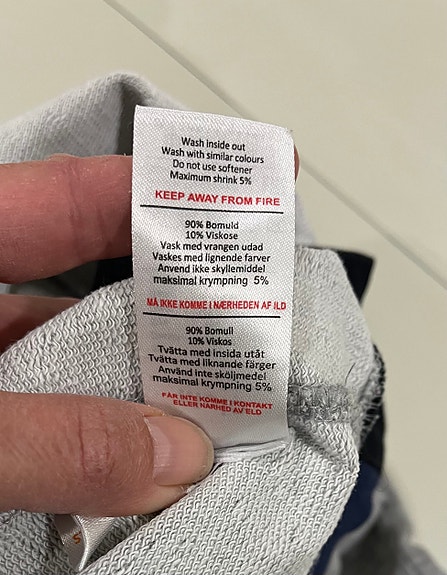 Wash inside out
Wash with similar colours
Do not use softener
Maximum shrink 5%
KEEP AWAY FROM FIRE
90% Bomuld
10% Viskose
Vask med vrangen udad
Vaskes med lignende farver
Anvend ikke skyllemiddel
maksimal krympning 5%
MÅ IKKE KOMME I NÆRHEDEN AF ILD
90% Bomull
10% Viskos
Tvätta med insida utåt
Tvätta med liknande färger
Använd inte sköljmedel
maksimal krympning 5%
FÅR INTE KOMME I KONTAKT
ELLER NÄRHED AV ELD
S